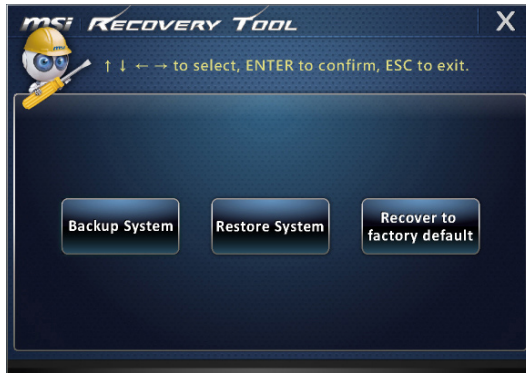 msi RECOVERY TOOL X
↑ ↓ ← → to select, ENTER to confirm, ESC to exit.
Backup System
Restore System
Recover to
factory default